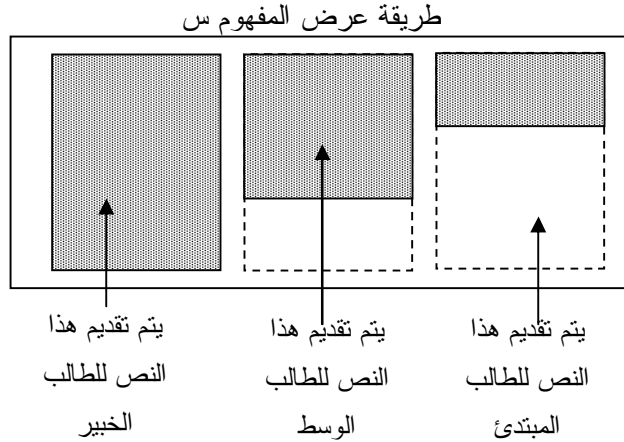 طريقة عرض المفهوم س
يتم تقديم هذا
النص للطالب
المبتدئ
يتم تقديم هذا
النص للطالب
الوسط
يتم تقديم هذا
النص للطالب
الخبير